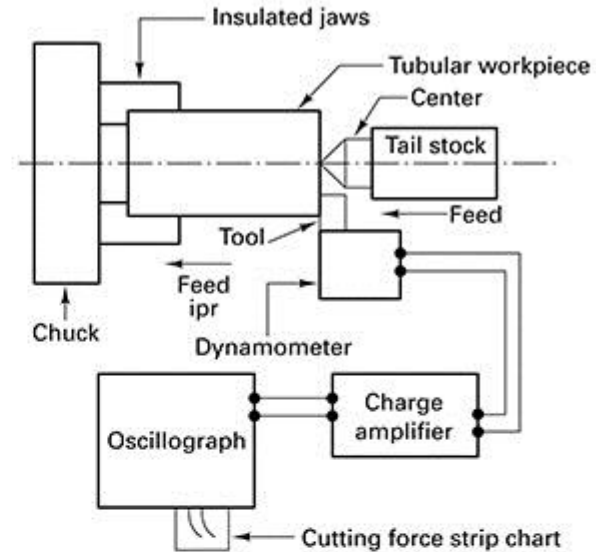 Insulated jaws
Tubular workpiece
Center
Tail stock
Feed
Tool
Feed
ipr
Chuck
Dynamometer
Charge
amplifier
Oscillograph
Cutting force strip chart